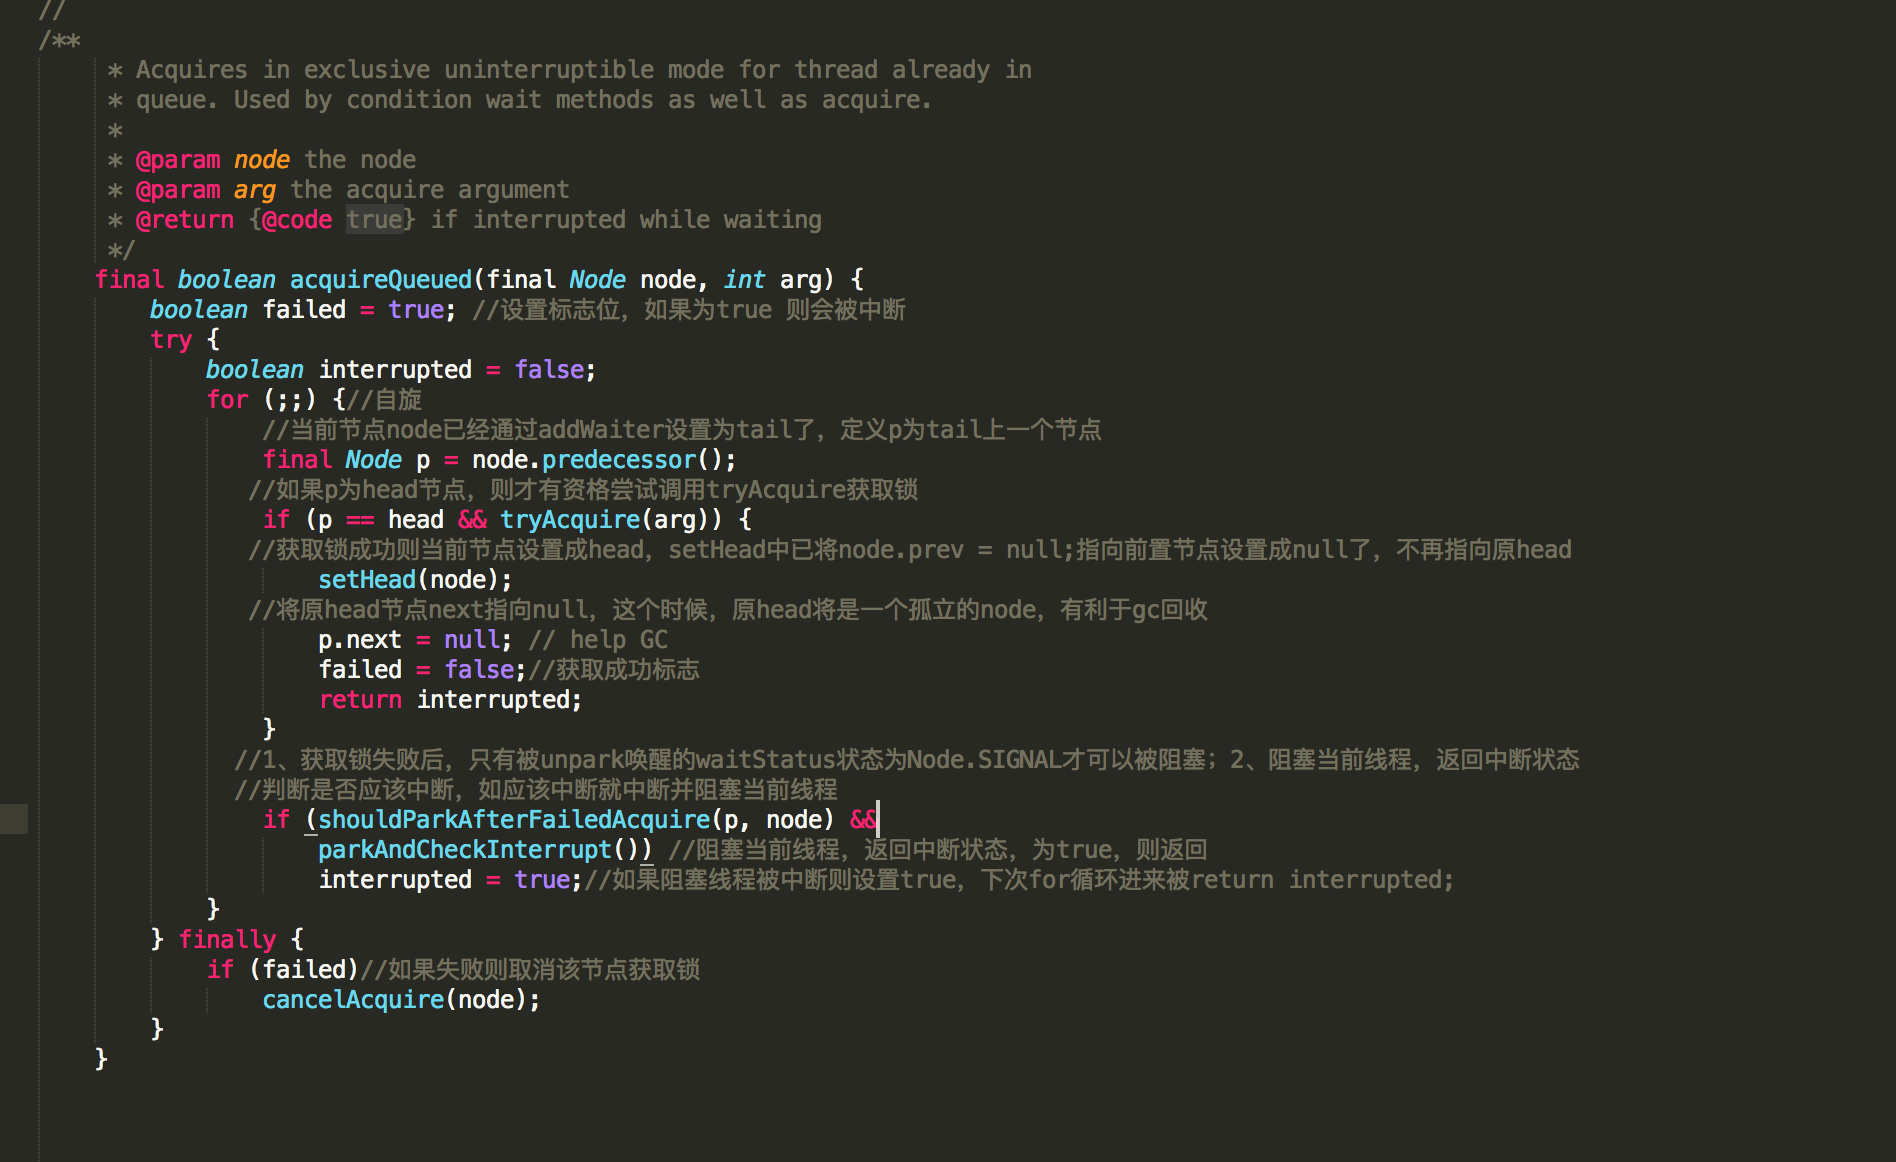 //
/**
* Acquires in exclusive uninterruptible mode for thread already in
* queue. Used by condition wait methods as well as acquire.
*
* @param node the node
* @param arg the acquire argument
* @return {@code true} if interrupted while waiting
*/
final boolean acquireQueued(final Node node, int arg) {
boolean failed = true; //设置标志位，如果为true 则会被中断
try {
boolean interrupted = false;
for (;;) {//自旋
//当前节点node已经通过addWaiter设置为tail了，定义p为tail上一个节点
final Node p = node.predecessor();
//如果p为head节点，则才有资格尝试调用tryAcquire获取锁
if (p == head && tryAcquire(arg)) {
//获取锁成功则当前节点设置成head，setHead中已将node.prev = null;指向前置节点设置成null了，不再指向原head
setHead(node);
//将原head节点next指向null，这个时候，原head将是一个孤立的node，有利于gc回收
p.next = null; // help GC
failed = false;//获取成功标志
return interrupted;
}
//1、获取锁失败后，只有被unpark唤醒的waitStatus状态为Node.SIGNAL才可以被阻塞；2、阻塞当前线程，返回中断状态
//判断是否应该中断，如应该中断就中断并阻塞当前线程
if (shouldParkAfterFailedAcquire(p, node) &&
parkAndCheckInterrupt()) //阻塞当前线程，返回中断状态，为true，则返回
interrupted = true;//如果阻塞线程被中断则设置true，下次for循环进来被return interrupted;
}
} finally {
if (failed)//如果失败则取消该节点获取锁
cancelAcquire(node);
}
}